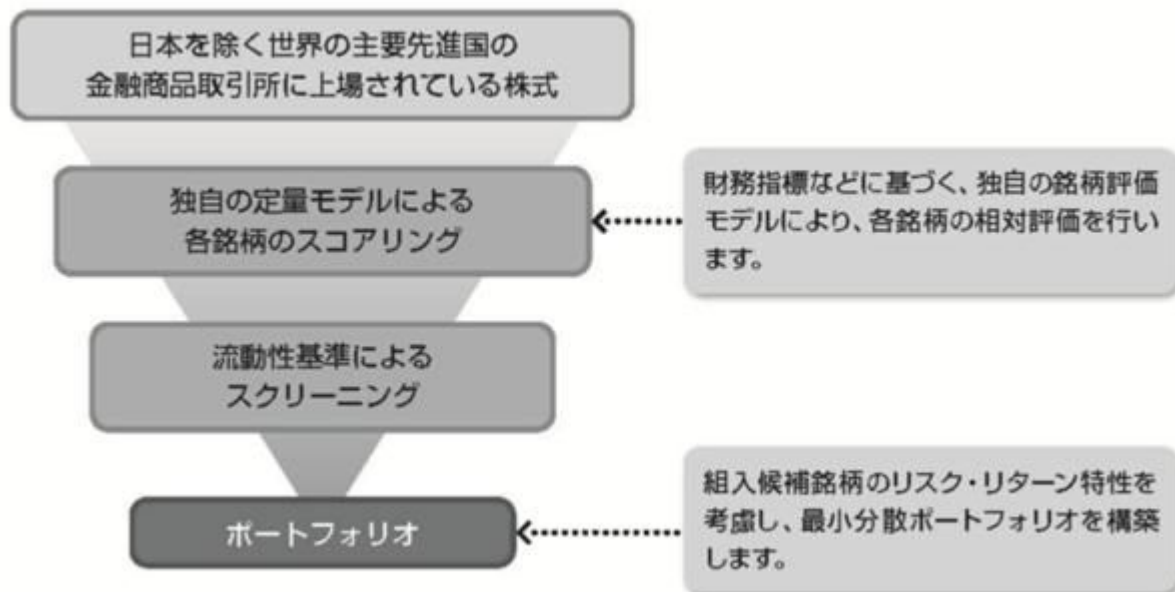 日本を除く世界の主要先進国の
金融商品取引所に上場されている株式
独自の定量モデルによる
各銘柄のスコアリング
財務指標などに基づく、独自の銘柄評価
モデルにより、各銘柄の相対評価を行い
ます。
流動性基準による
スクリーニング
ポートフォリオ
組入候補銘柄のリスク・リターン特性を
考慮し、最小分散ポートフォリオを構築
します。